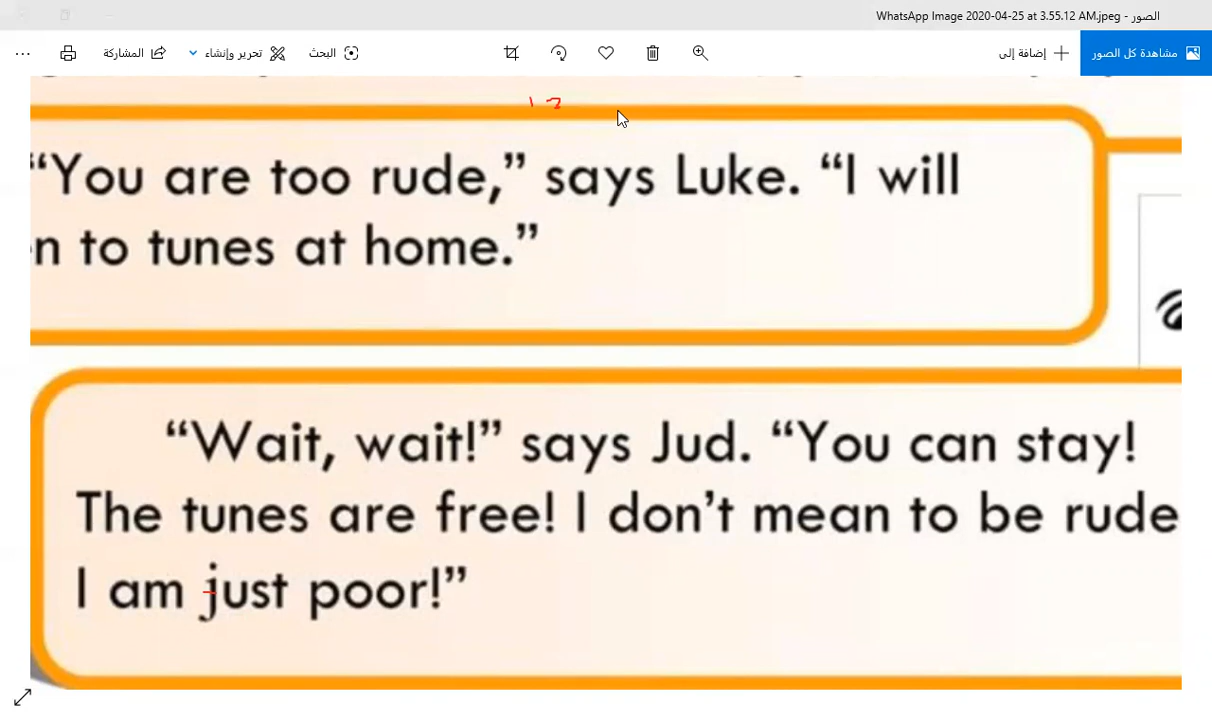 WhatsApp Image 2020-04-25 at 3.55.12 AM.jpeg - الصور
مشاهدة كل الصور
إضافة إلى
البحث
تحرير وإنشاء
المشاركة
“You are too rude,” says Luke. “I will
n to tunes at home.”
“Wait, wait!” says Jud. “You can stay!
The tunes are free! I don’t mean to be rude
I am just poor!”